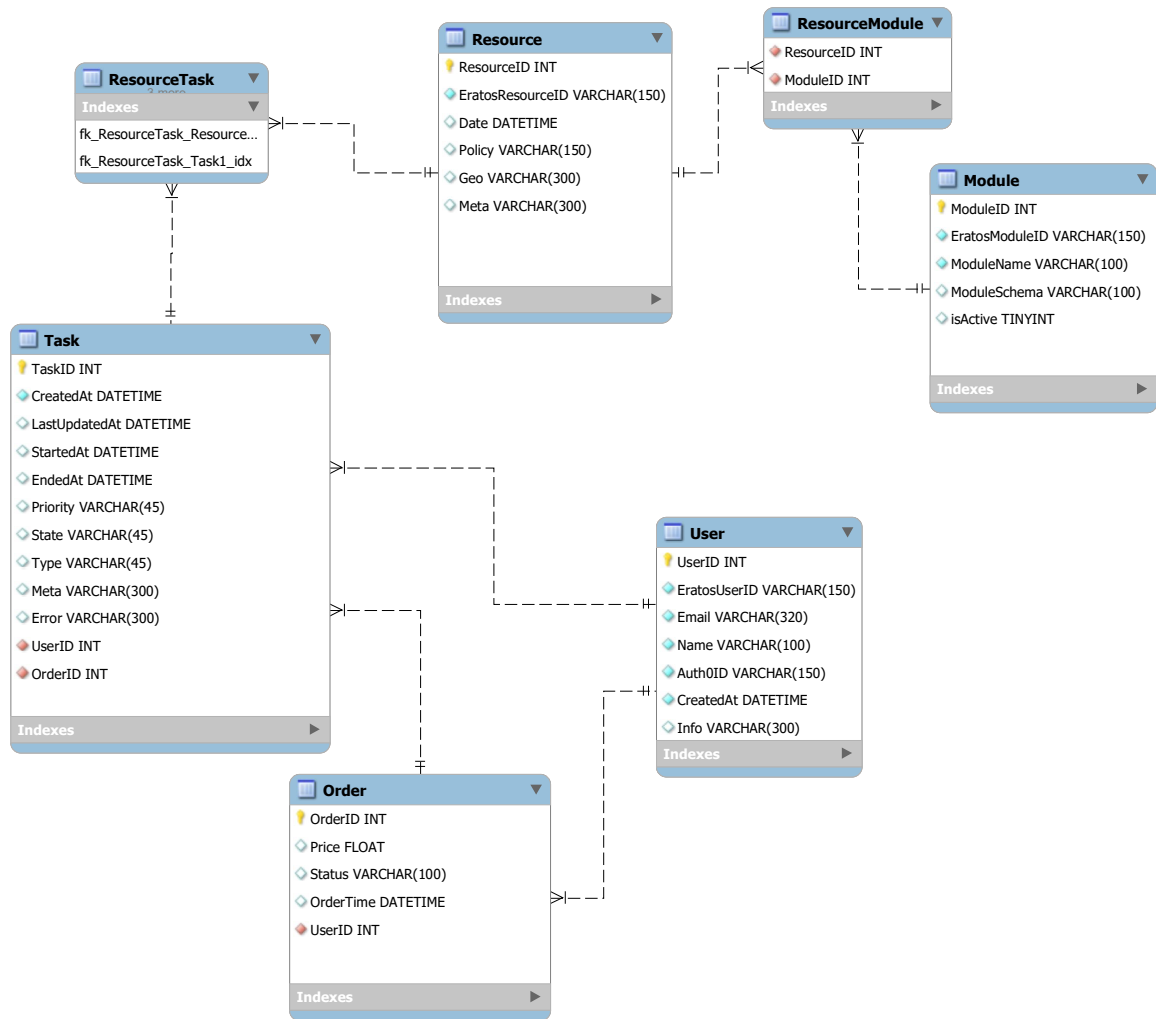 ResourceTask
3 more
Indexes
fk_ResourceTask_Resource...
fk_ResourceTask_Task1_idx
Resource
ResourceID INT
EratosResourceID VARCHAR(150)
Date DATETIME
Policy VARCHAR(150)
Geo VARCHAR(300)
Meta VARCHAR(300)
Indexes
ResourceModule
ResourceID INT
ModuleID INT
Indexes
Module
ModuleID INT
EratosModuleID VARCHAR(150)
ModuleName VARCHAR(100)
ModuleSchema VARCHAR(100)
isActive TINYINT
Indexes
Task
TaskID INT
CreatedAt DATETIME
LastUpdatedAt DATETIME
StartedAt DATETIME
EndedAt DATETIME
Priority VARCHAR(45)
State VARCHAR(45)
Type VARCHAR(45)
Meta VARCHAR(300)
Error VARCHAR(300)
UserID INT
OrderID INT
Indexes
User
UserID INT
EratosUserID VARCHAR(150)
Email VARCHAR(320)
Name VARCHAR(100)
Auth0ID VARCHAR(150)
CreatedAt DATETIME
Info VARCHAR(300)
Indexes
Order
OrderID INT
Price FLOAT
Status VARCHAR(100)
OrderTime DATETIME
UserID INT
Indexes